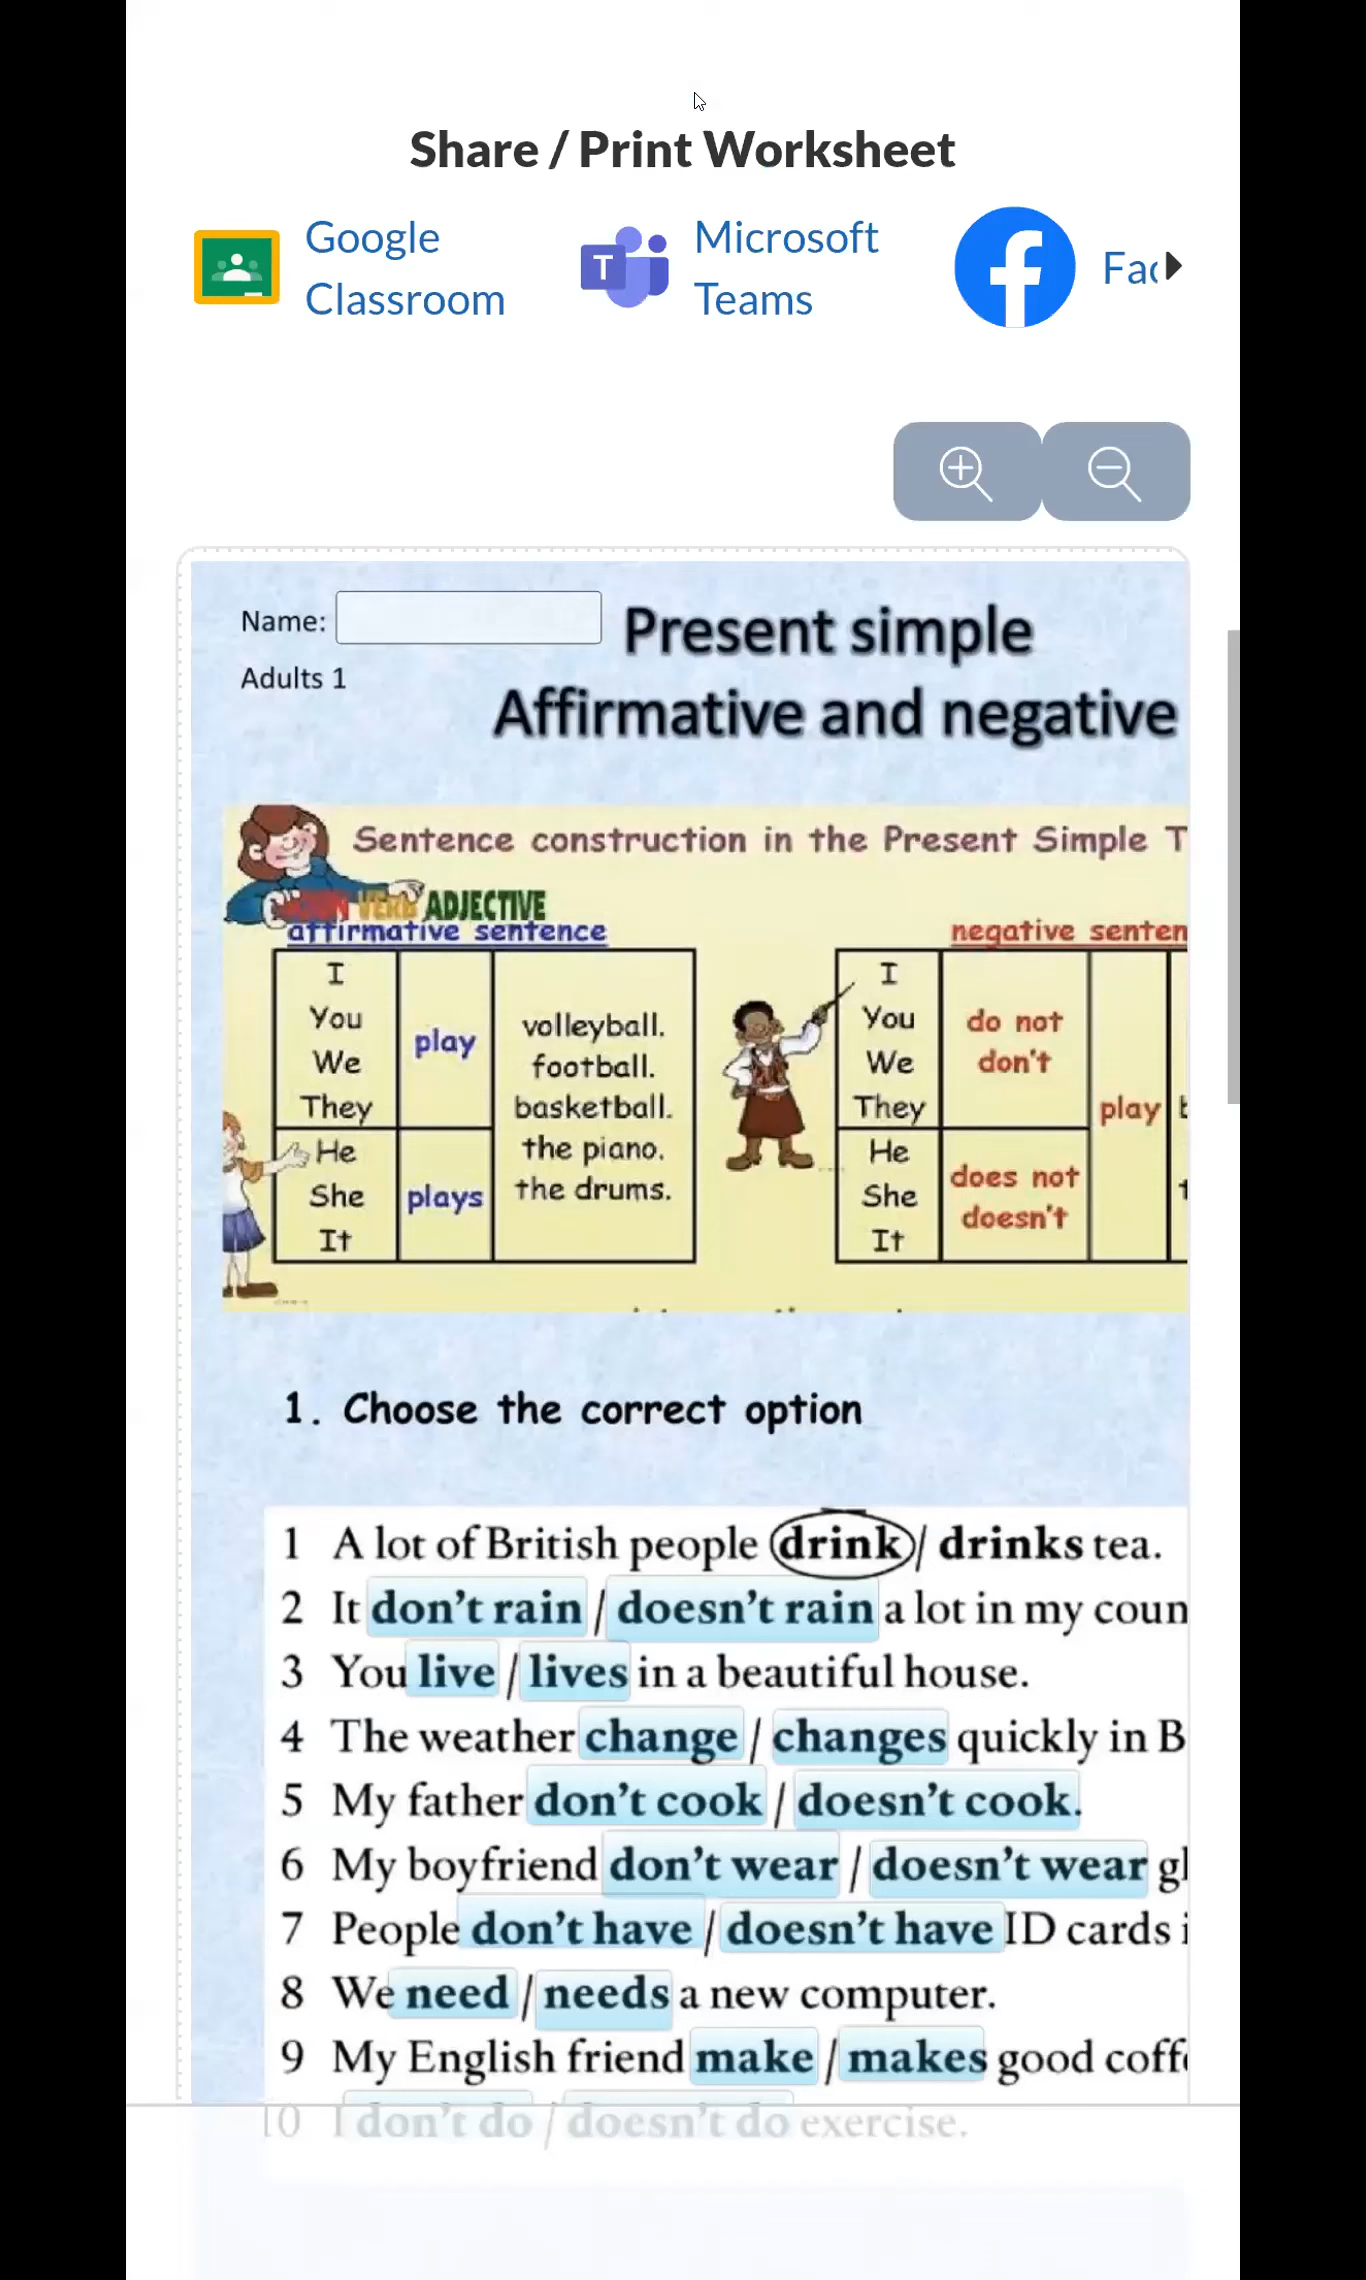 Share / Print Worksheet
Google
Classroom
Microsoft
Teams
Name:
Adults 1
Present simple
Affirmative and negative
Sentence construction in the Present Simple T
VERB ADJECTIVE
affirmative sentence
I
You
We
They
play
He
She
It
plays
volleyball.
football.
basketball.
the piano.
the drums.
negative senten
I
You
We
They
do not
don't
He
She
It
does not
doesn't
play
1. Choose the correct option
1 A lot of British people drink / drinks tea.
2 It don't rain / doesn't rain a lot in my coun
3 You live / lives in a beautiful house.
4 The weather change / changes quickly in B
5 My father don't cook / doesn't cook.
6 My boyfriend don't wear / doesn't wear gl
7 People don't have / doesn't have ID cards i
8 We need / needs a new computer.
9 My English friend make / makes good coff
10 I don't do / doesn't do exercise.